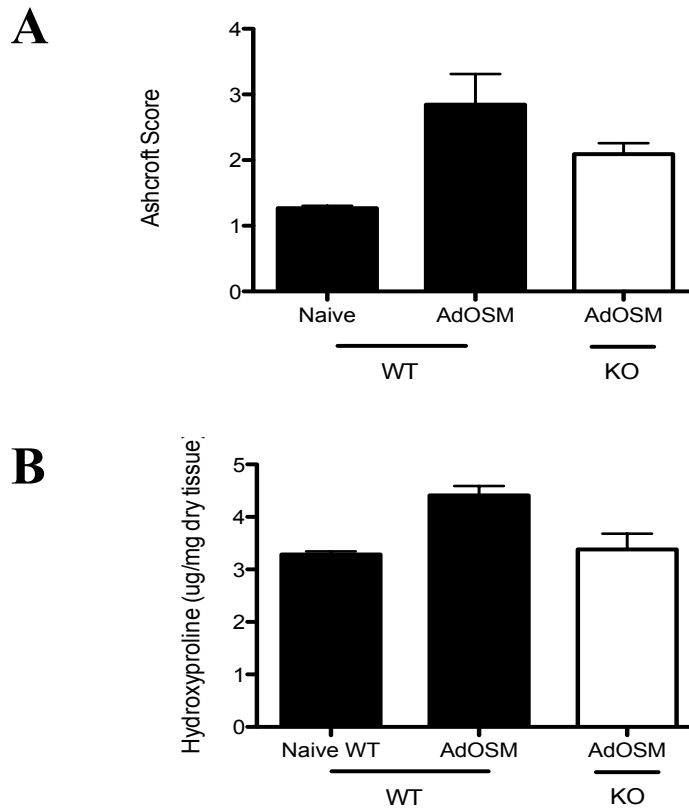 A
Ashcroft Score
4
3
2
1
0
Naive AdOSM AdOSM
WT KO
B
Hydroxyproline (ug/mg dry tissue)
5
4
3
2
1
0
Naive WT AdOSM AdOSM
WT KO